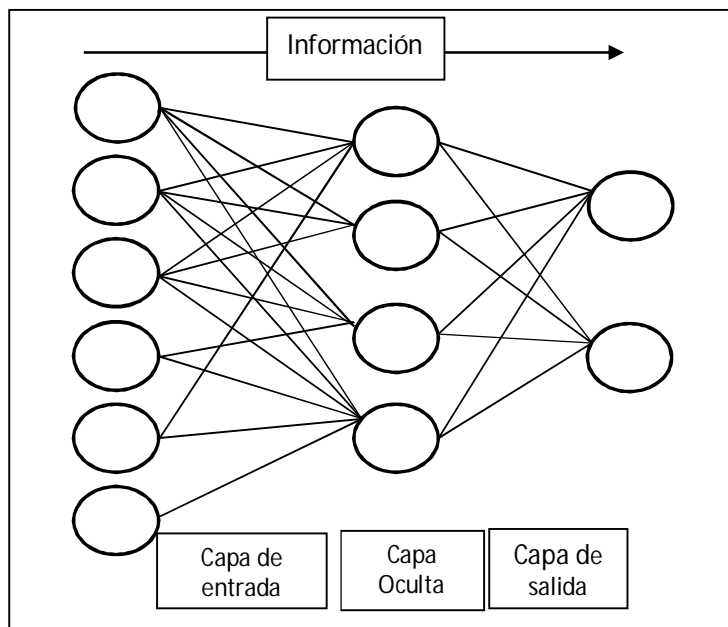 Información
Capa de
entrada
Capa
Oculta
Capa de
salida